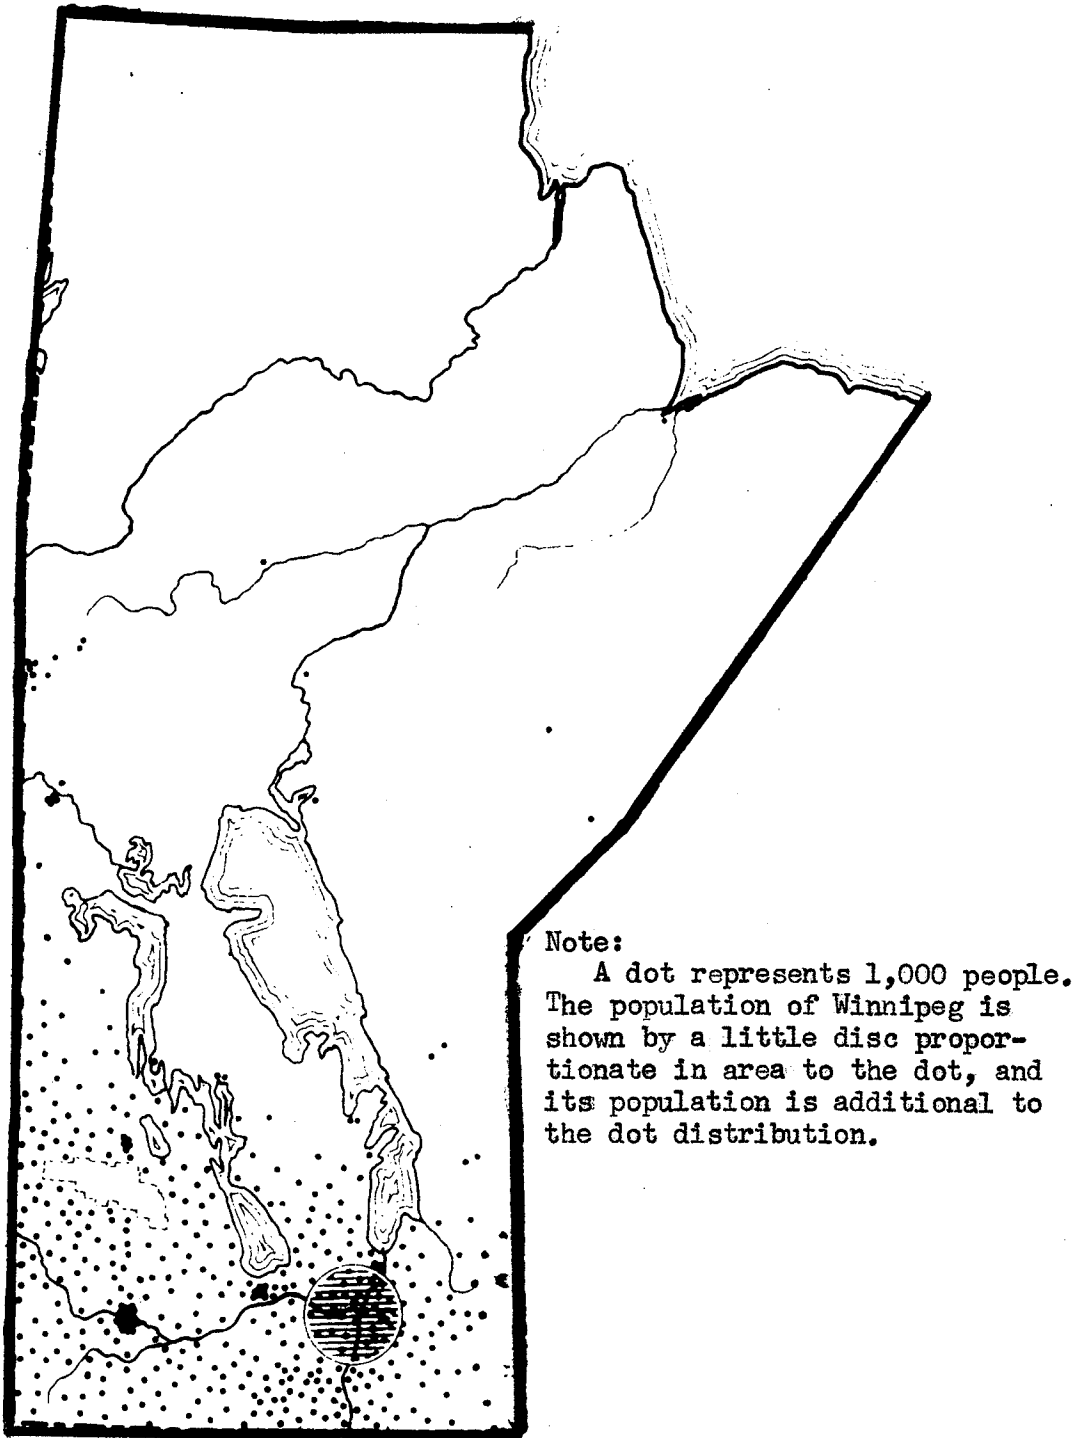 Note:
A dot represents 1,000 people.
The population of Winnipeg is
shown by a little disc propor-
tionate in area to the dot, and
its population is additional to
the dot distribution.